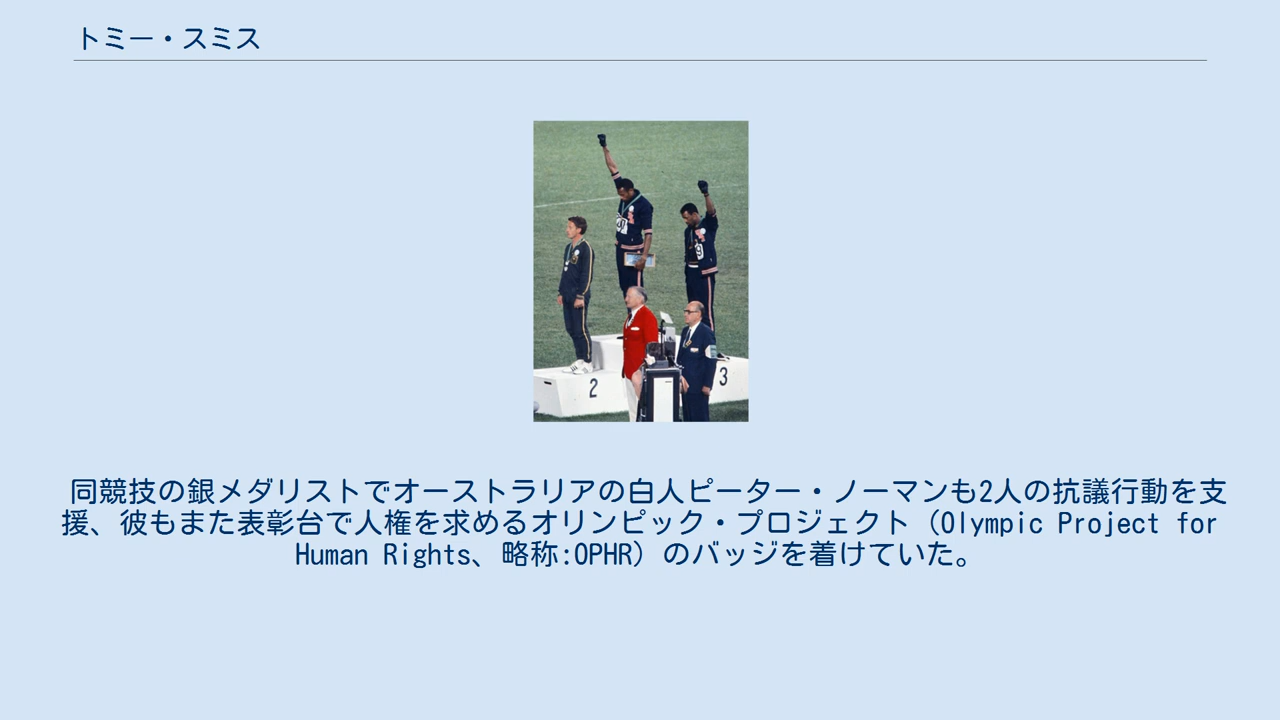 トミー・スミス
2
3
同競技の銀メダリストでオーストラリアの白人ピーター・ノーマンも2人の抗議行動を支
援、彼もまた表彰台で人権を求めるオリンピック・プロジェクト（Olympic Project for
Human Rights、略称:OPHR）のバッジを着けていた。